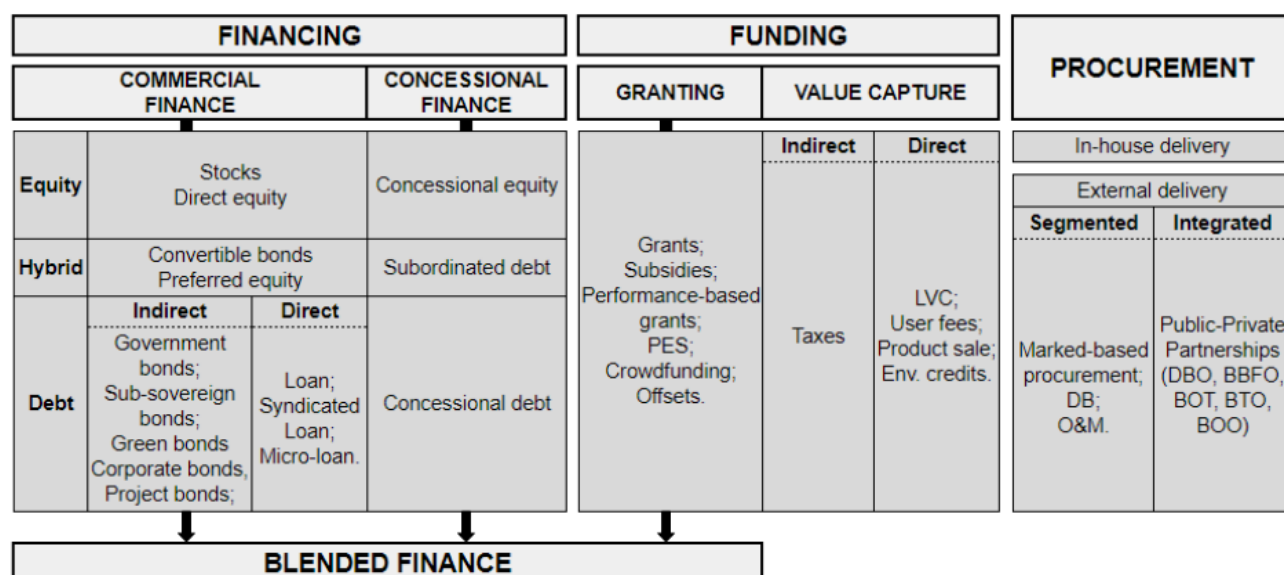 FINANCING
FUNDING
PROCUREMENT
COMMERCIAL
FINANCE
CONCESSIONAL
FINANCE
GRANTING
VALUE CAPTURE
Equity
Stocks
Direct equity
Concessional equity
Hybrid
Convertible bonds
Preferred equity
Subordinated debt
Debt
Indirect
Government
bonds;
Sub-sovereign
bonds;
Green bonds
Corporate bonds,
Project bonds;
Direct
Loan;
Syndicated
Loan;
Micro-loan.
Concessional debt
Grants;
Subsidies;
Performance-based
grants;
PES;
Crowdfunding;
Offsets.
Indirect
Taxes
Direct
LVC;
User fees;
Product sale;
Env. credits.
In-house delivery
External delivery
Segmented
Marked-based
procurement;
DB;
O&M.
Integrated
Public-Private
Partnerships
(DBO, BBFO,
BOT, BTO,
BOO)
BLENDED FINANCE